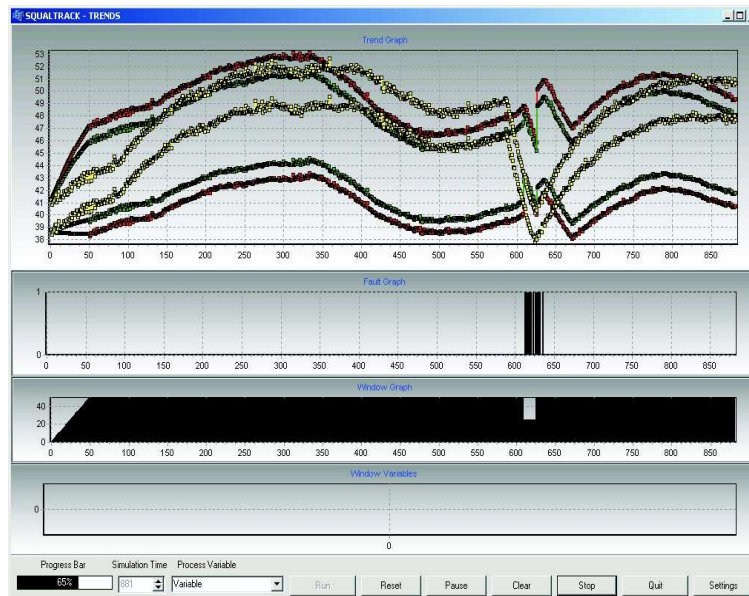 SQUALTRACK - TRENDS
Trend Graph
53
52
51
50
49
48
47
46
45
44
43
42
41
40
39
38
0 50 100 150 200 250 300 350 400 450 500 550 600 650 700 750 800 850
Fault Graph
1
0
0 50 100 150 200 250 300 350 400 450 500 550 600 650 700 750 800 850
Window Graph
40
20
0
0 50 100 150 200 250 300 350 400 450 500 550 600 650 700 750 800 850
Window Variables
0
0
Progress Bar Simulation Time Process Variable
65% 881 Variable Run Reset Pause Clear Stop Quit Settings